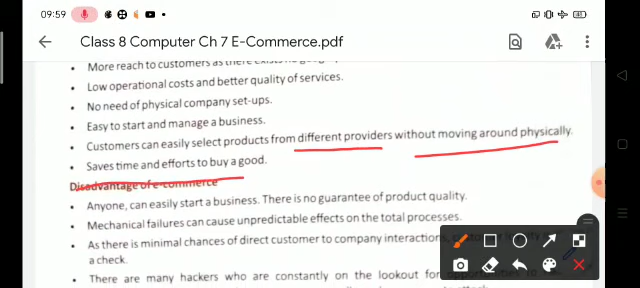 09:59
Class 8 Computer Ch 7 E-Commerce.pdf
• More reach to customers as there exists no
• Low operational costs and better quality of services.
• No need of physical company set-ups.
• Easy to start and manage a business.
• Customers can easily select products from different providers without moving around physically.
• Saves time and efforts to buy a good.
Disadvantage of e-commerce
• Anyone, can easily start a business. There is no guarantee of product quality.
• Mechanical failures can cause unpredictable effects on the total processes.
• As there is minimal chances of direct customer to company interactions,
a check.
• There are many hackers who are constantly on the lookout for